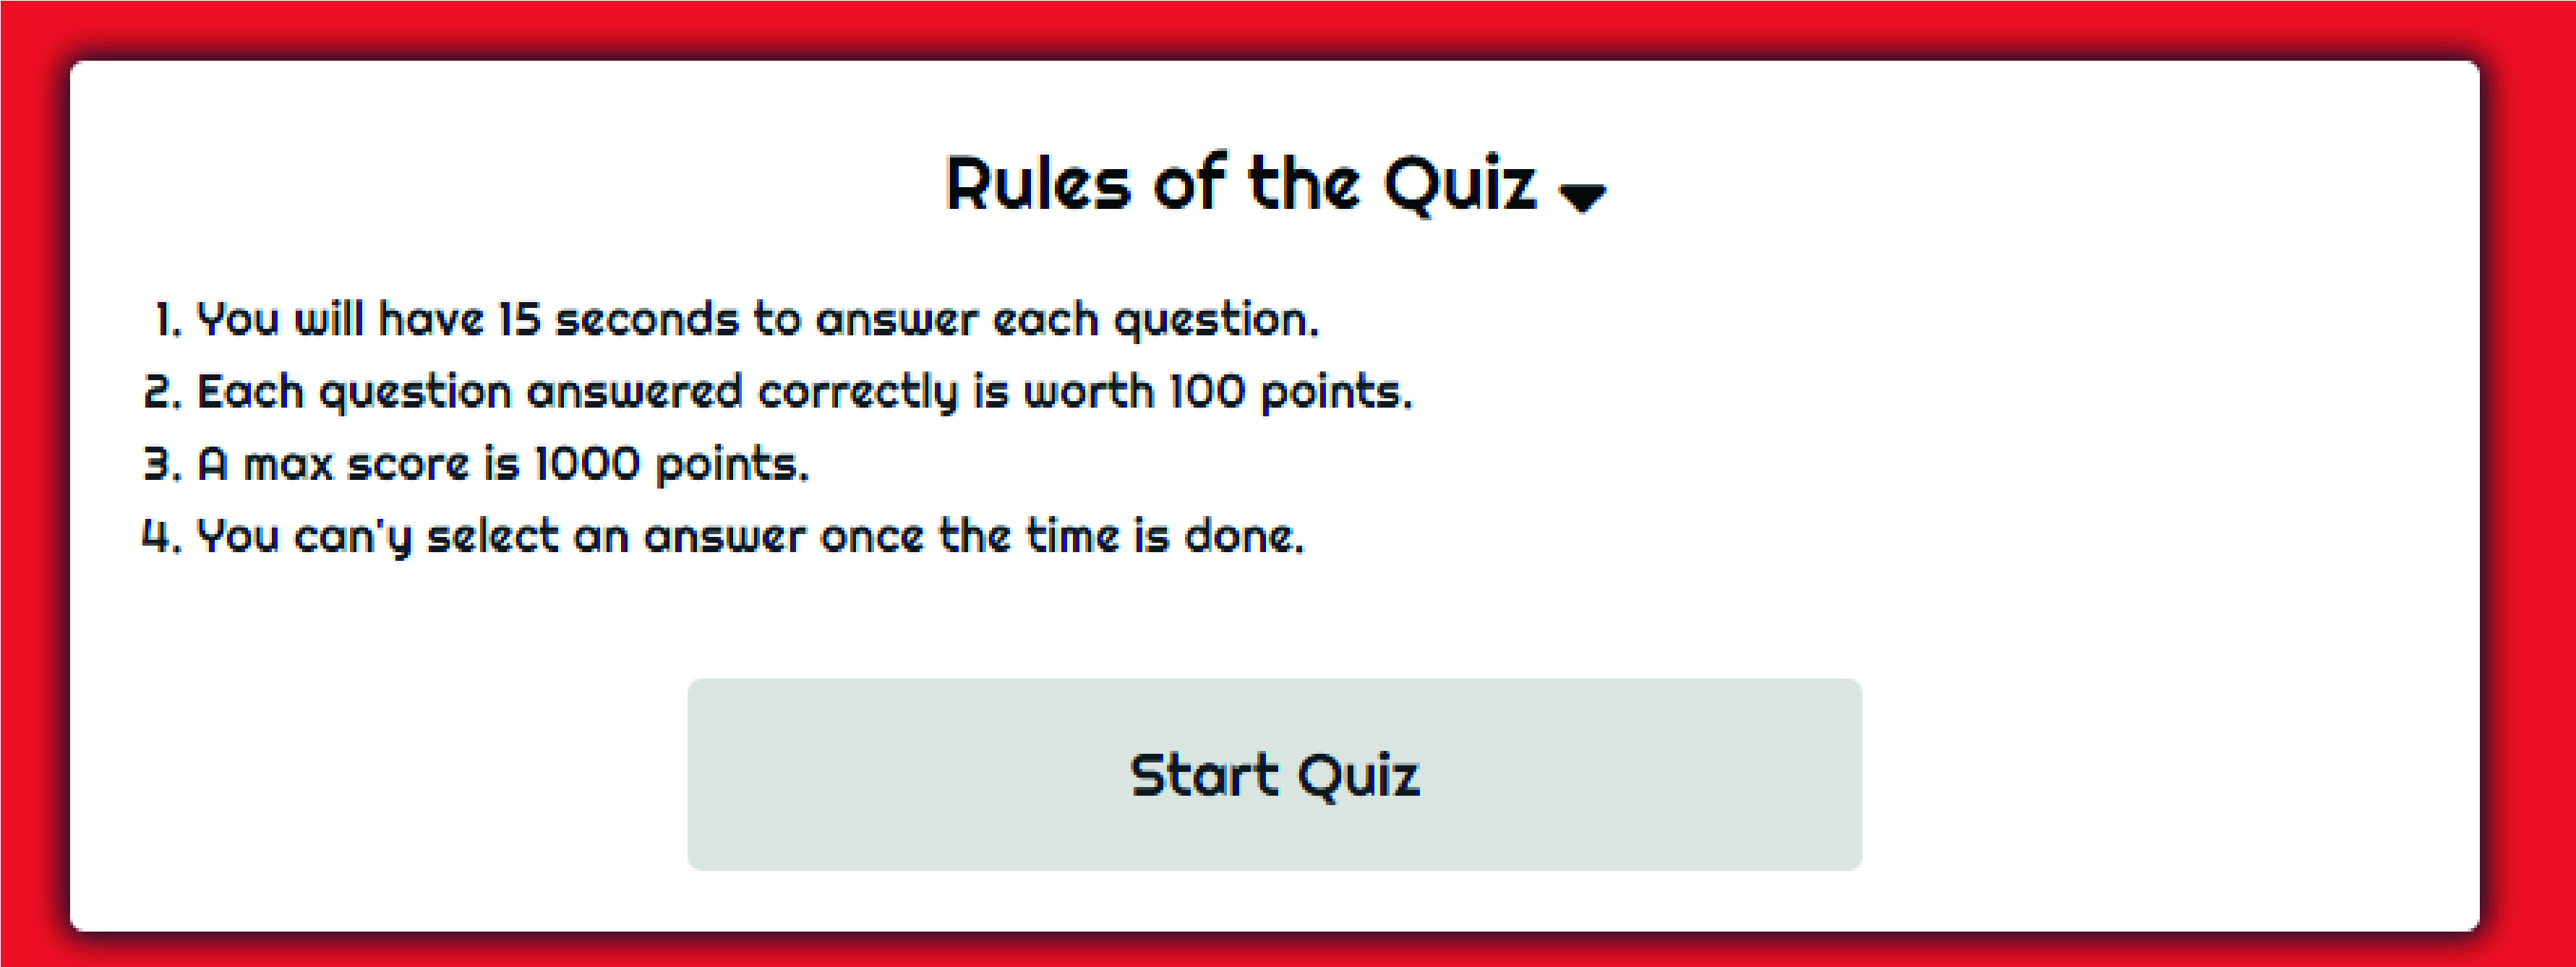 Rules of the Quiz
1. You will have 15 seconds to answer each question.
2. Each question answered correctly is worth 100 points.
3. A max score is 1000 points.
4. You can'y select an answer once the time is done.
Start Quiz